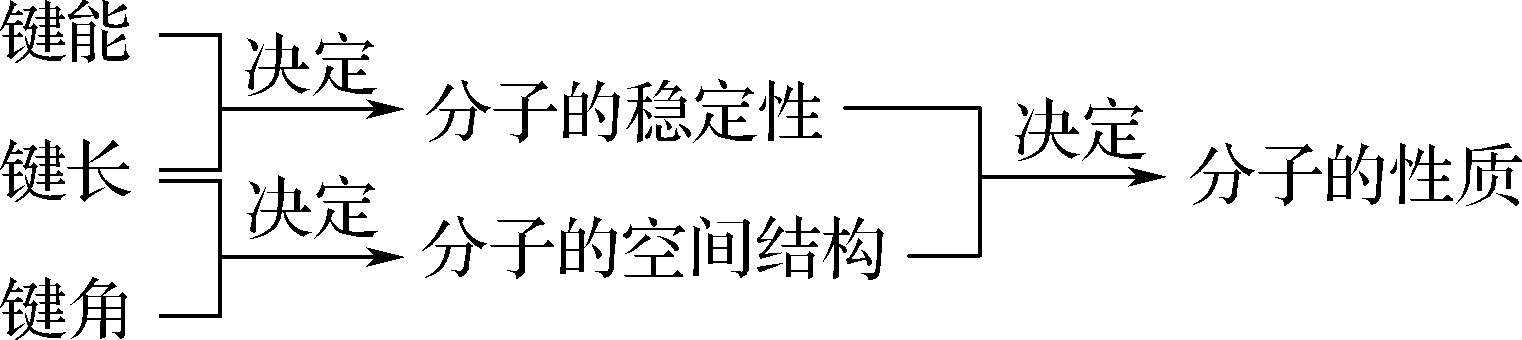 键能
决定
分子的稳定性
键长
决定
分子的性质
决定
分子的空间结构
键角